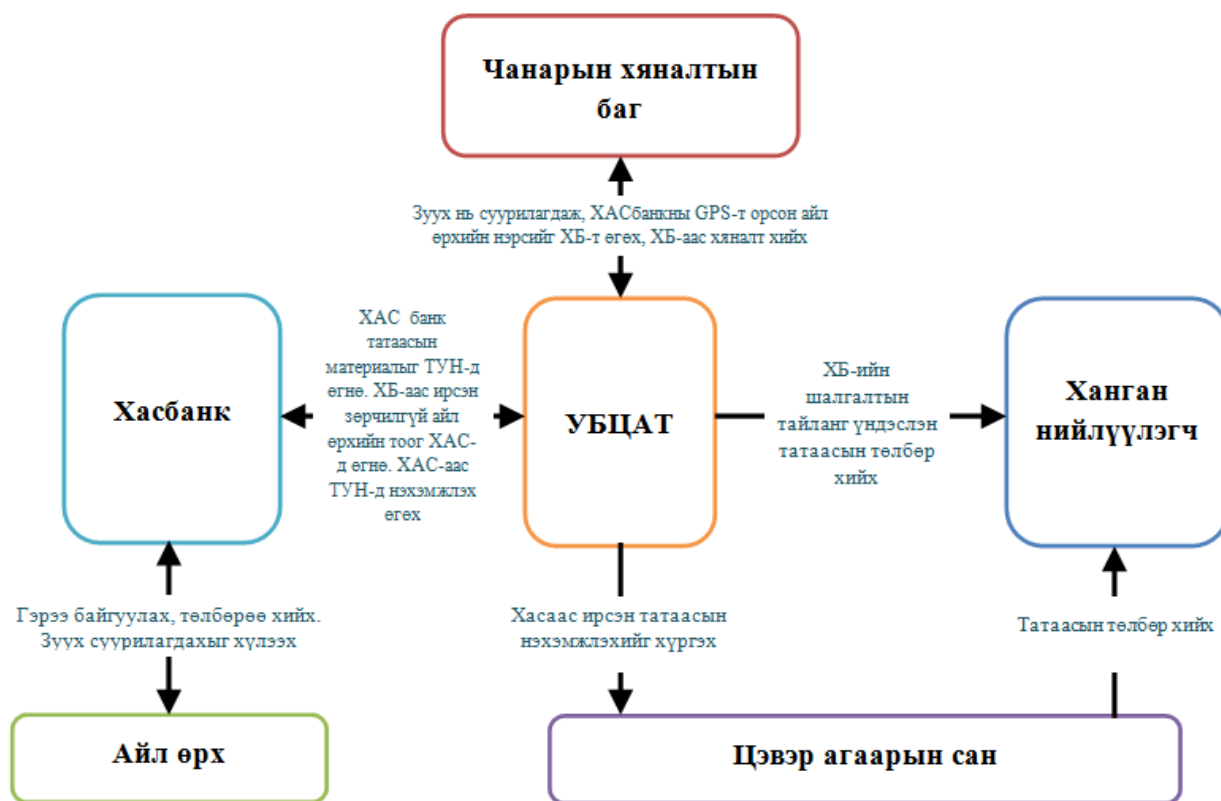 Чанарын хяналтын
баг
Зуух нь суурилагдаж, ХАСбанкны GPS-т орсон айл
өрхийн нэрсийг ХБ-т өгөх, ХБ-аас хяналт хийх
Хасбанк
ХАС банк
татаасын
материалыг ТУН-д
өгнө. ХБ-аас ирсэн
зөрчилгүй айл
өрхийн тоог ХАС-
д өгнө. ХАС-аас
ТУН-д нэхэмжлэх
өгөх
УБЦАТ
ХБ-ийн
шалгалтын
тайланг үндэслэн
татаасын төлбөр
хийх
Ханган
нийлүүлэгч
Гэрээ байгуулах, төлбөрөө хийх.
Зуух суурилагдахыг хүлээх
Хасаас ирсэн татаасын
нэхэмжлэхийг хүргэх
Татаасын төлбөр хийх
Айл өрх
Цэвэр агаарын сан